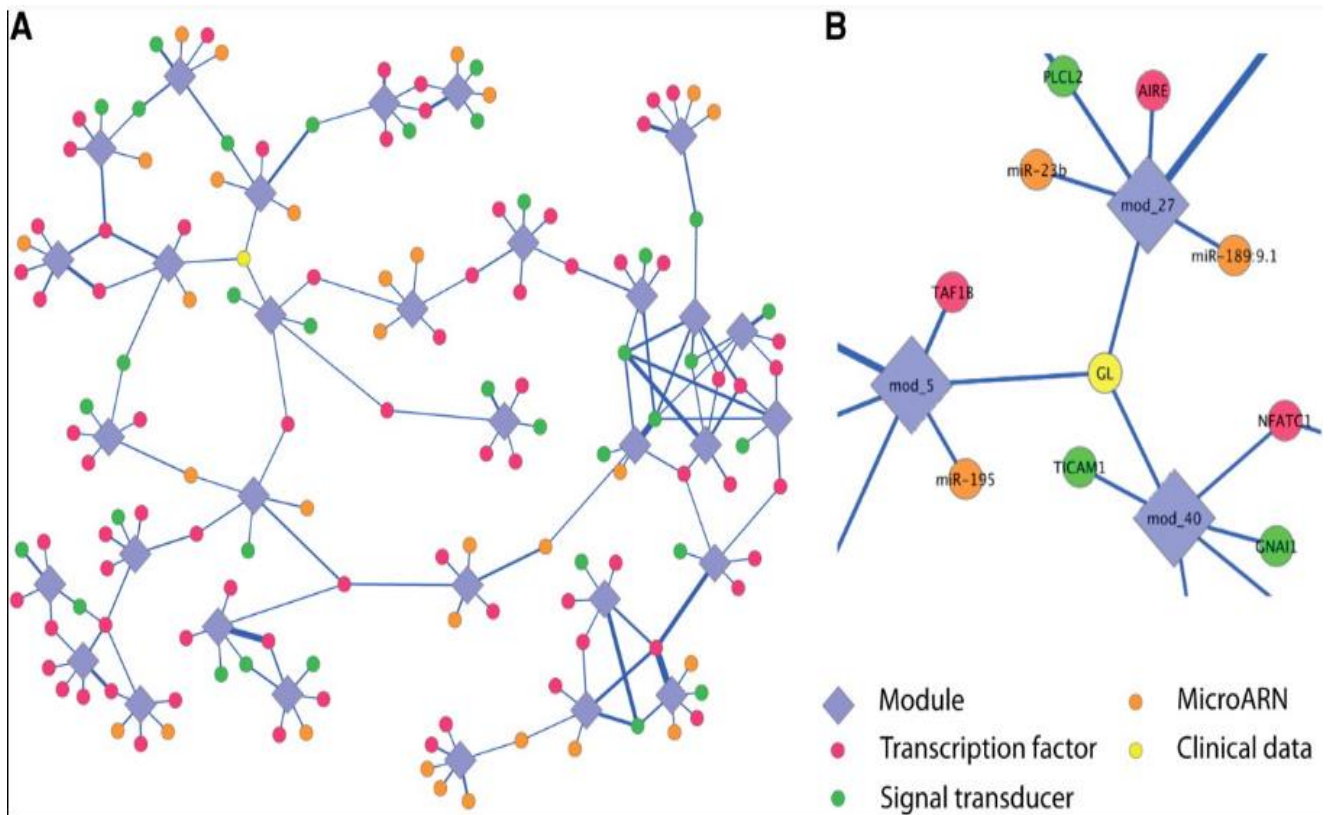 A
B
PLCL2
AIRE
miR-23b
mod_27
miR-189:9.1
TAF1B
mod_5
GL
NFATC1
TICAM1
miR-195
mod_40
GNAI1
Module
MicroARN
Transcription factor
Clinical data
Signal transducer